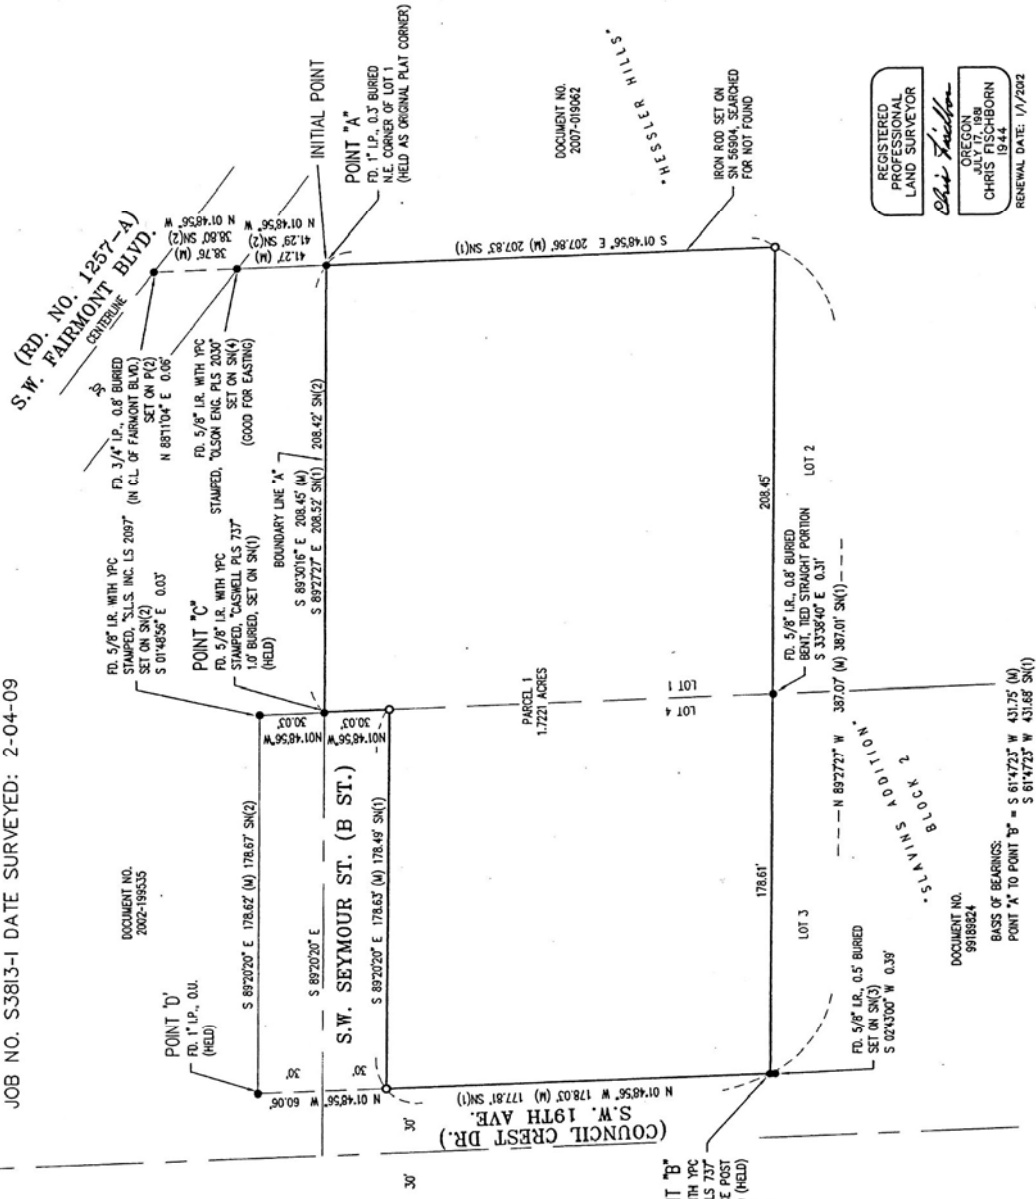 JOB NO. S3813-1 DATE SURVEYED: 2-04-09
(RD. NO. 1257-A)
S.W. FAIRMONT BLVD.
CENTERLINE
30'
FD. 3/4" I.P., 0.8' BURIED
(IN C.L. OF FAIRMONT BLVD.)
SET ON P(2)
N 88°11'04" E 0.06'
38.76' (M)
38.80' SN(2)
N 01°48'56" W
41.27' (M)
41.29' SN(2)
N 01°48'56" W
INITIAL POINT
POINT "A"
FD. 1" I.P., 0.3' BURIED
N.E. CORNER OF LOT 1
(HELD AS ORIGINAL PLAT CORNER)
FD. 5/8" I.R. WITH YPC
STAMPED, "OLSON ENG. PLS 2030"
SET ON SN(4)
(GOOD FOR EASTING)
FD. 5/8" I.R. WITH YPC
STAMPED, "S.L.S. INC. LS 2097"
SET ON SN(2)
S 01°48'56" E 0.03'
POINT "C"
FD. 5/8" I.R. WITH YPC
STAMPED, "CASWELL PLS 737"
1.0' BURIED, SET ON SN(1)
(HELD)
BOUNDARY LINE "A"
S 89°30'16" E 208.45' (M) 208.42' SN(2)
S 89°27'27" E 208.52' SN(1)
DOCUMENT NO.
2007-019062
"HESSLER HILLS"
IRON ROD SET ON
SN 56904, SEARCHED
FOR NOT FOUND
S 01°48'56" E 207.86' (M) 207.83' SN(1)
REGISTERED
PROFESSIONAL
LAND SURVEYOR
Chris Fischborn
OREGON
JULY 17, 1981
CHRIS FISCHBORN
1944
RENEWAL DATE: 1/1/2012
DOCUMENT NO.
2002-199535
POINT 'D'
FD. 1" I.P., O.U.
(HELD)
S 89°20'20" E 178.62' (M) 178.67' SN(2)
S 89°20'20" E
S.W. SEYMOUR ST. (B ST.)
S 89°20'20" E 178.63' (M) 178.49' SN(1)
30.03'
N01°48'56"W
30.03'
N01°48'56"W
30'
30'
N 01°48'56" W 60.06'
N 01°48'56" W 178.03' (M) 177.81' SN(1)
S.W. 19TH AVE.
(COUNCIL CREST DR.)
30'
30'
PARCEL 1
1.7221 ACRES
LOT 1
LOT 4
208.45'
LOT 2
178.61'
LOT 3
FD. 5/8" I.R., 0.8' BURIED
BENT, TIED STRAIGHT PORTION
S 33°38'40" E 0.31'
N 89°27'27" W 387.07' (M) 387.01' SN(1)
"SLAVINS ADDITION"
BLOCK 2
FD. 5/8" I.R., 0.5' BURIED
SET ON SN(3)
S 02°43'00" W 0.39'
DOCUMENT NO.
99189824
BASIS OF BEARINGS:
POINT "A" TO POINT "B" = S 61°47'23" W 431.75' (M)
S 61°47'23" W 431.68' SN(1)
T "B"
TH YPC
LS 737"
E POST
(HELD)